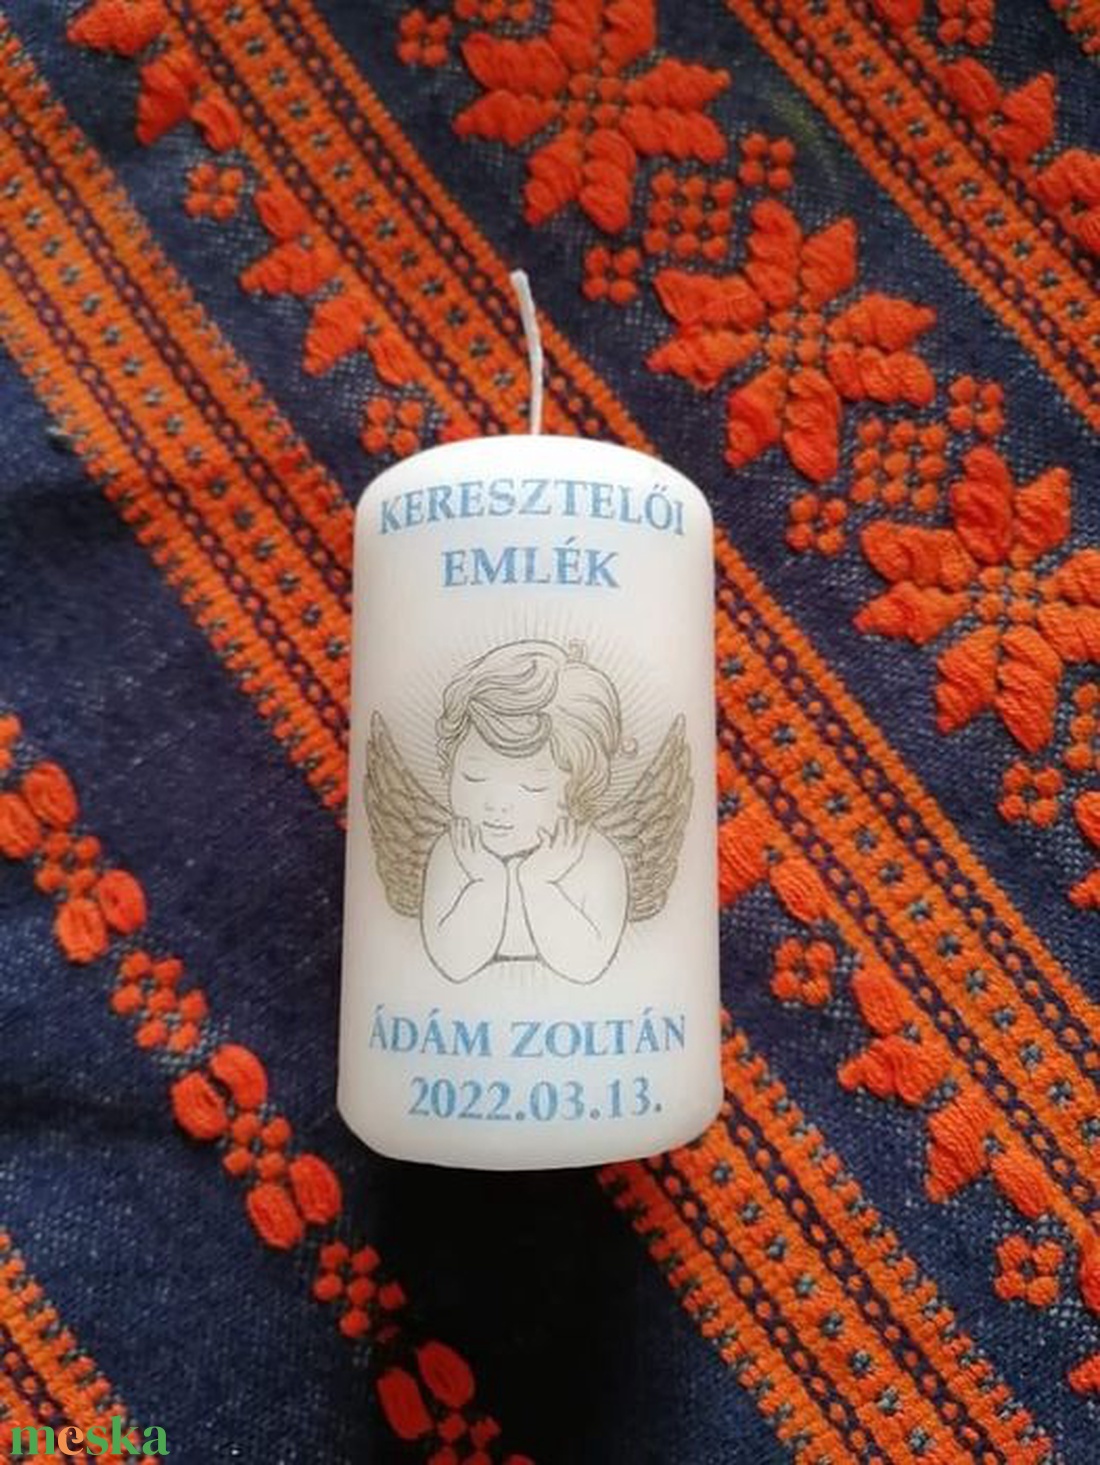 KERESZTELŐI
EMLÉK
ÁDÁM ZOLTÁN
2022.03.13.
meska